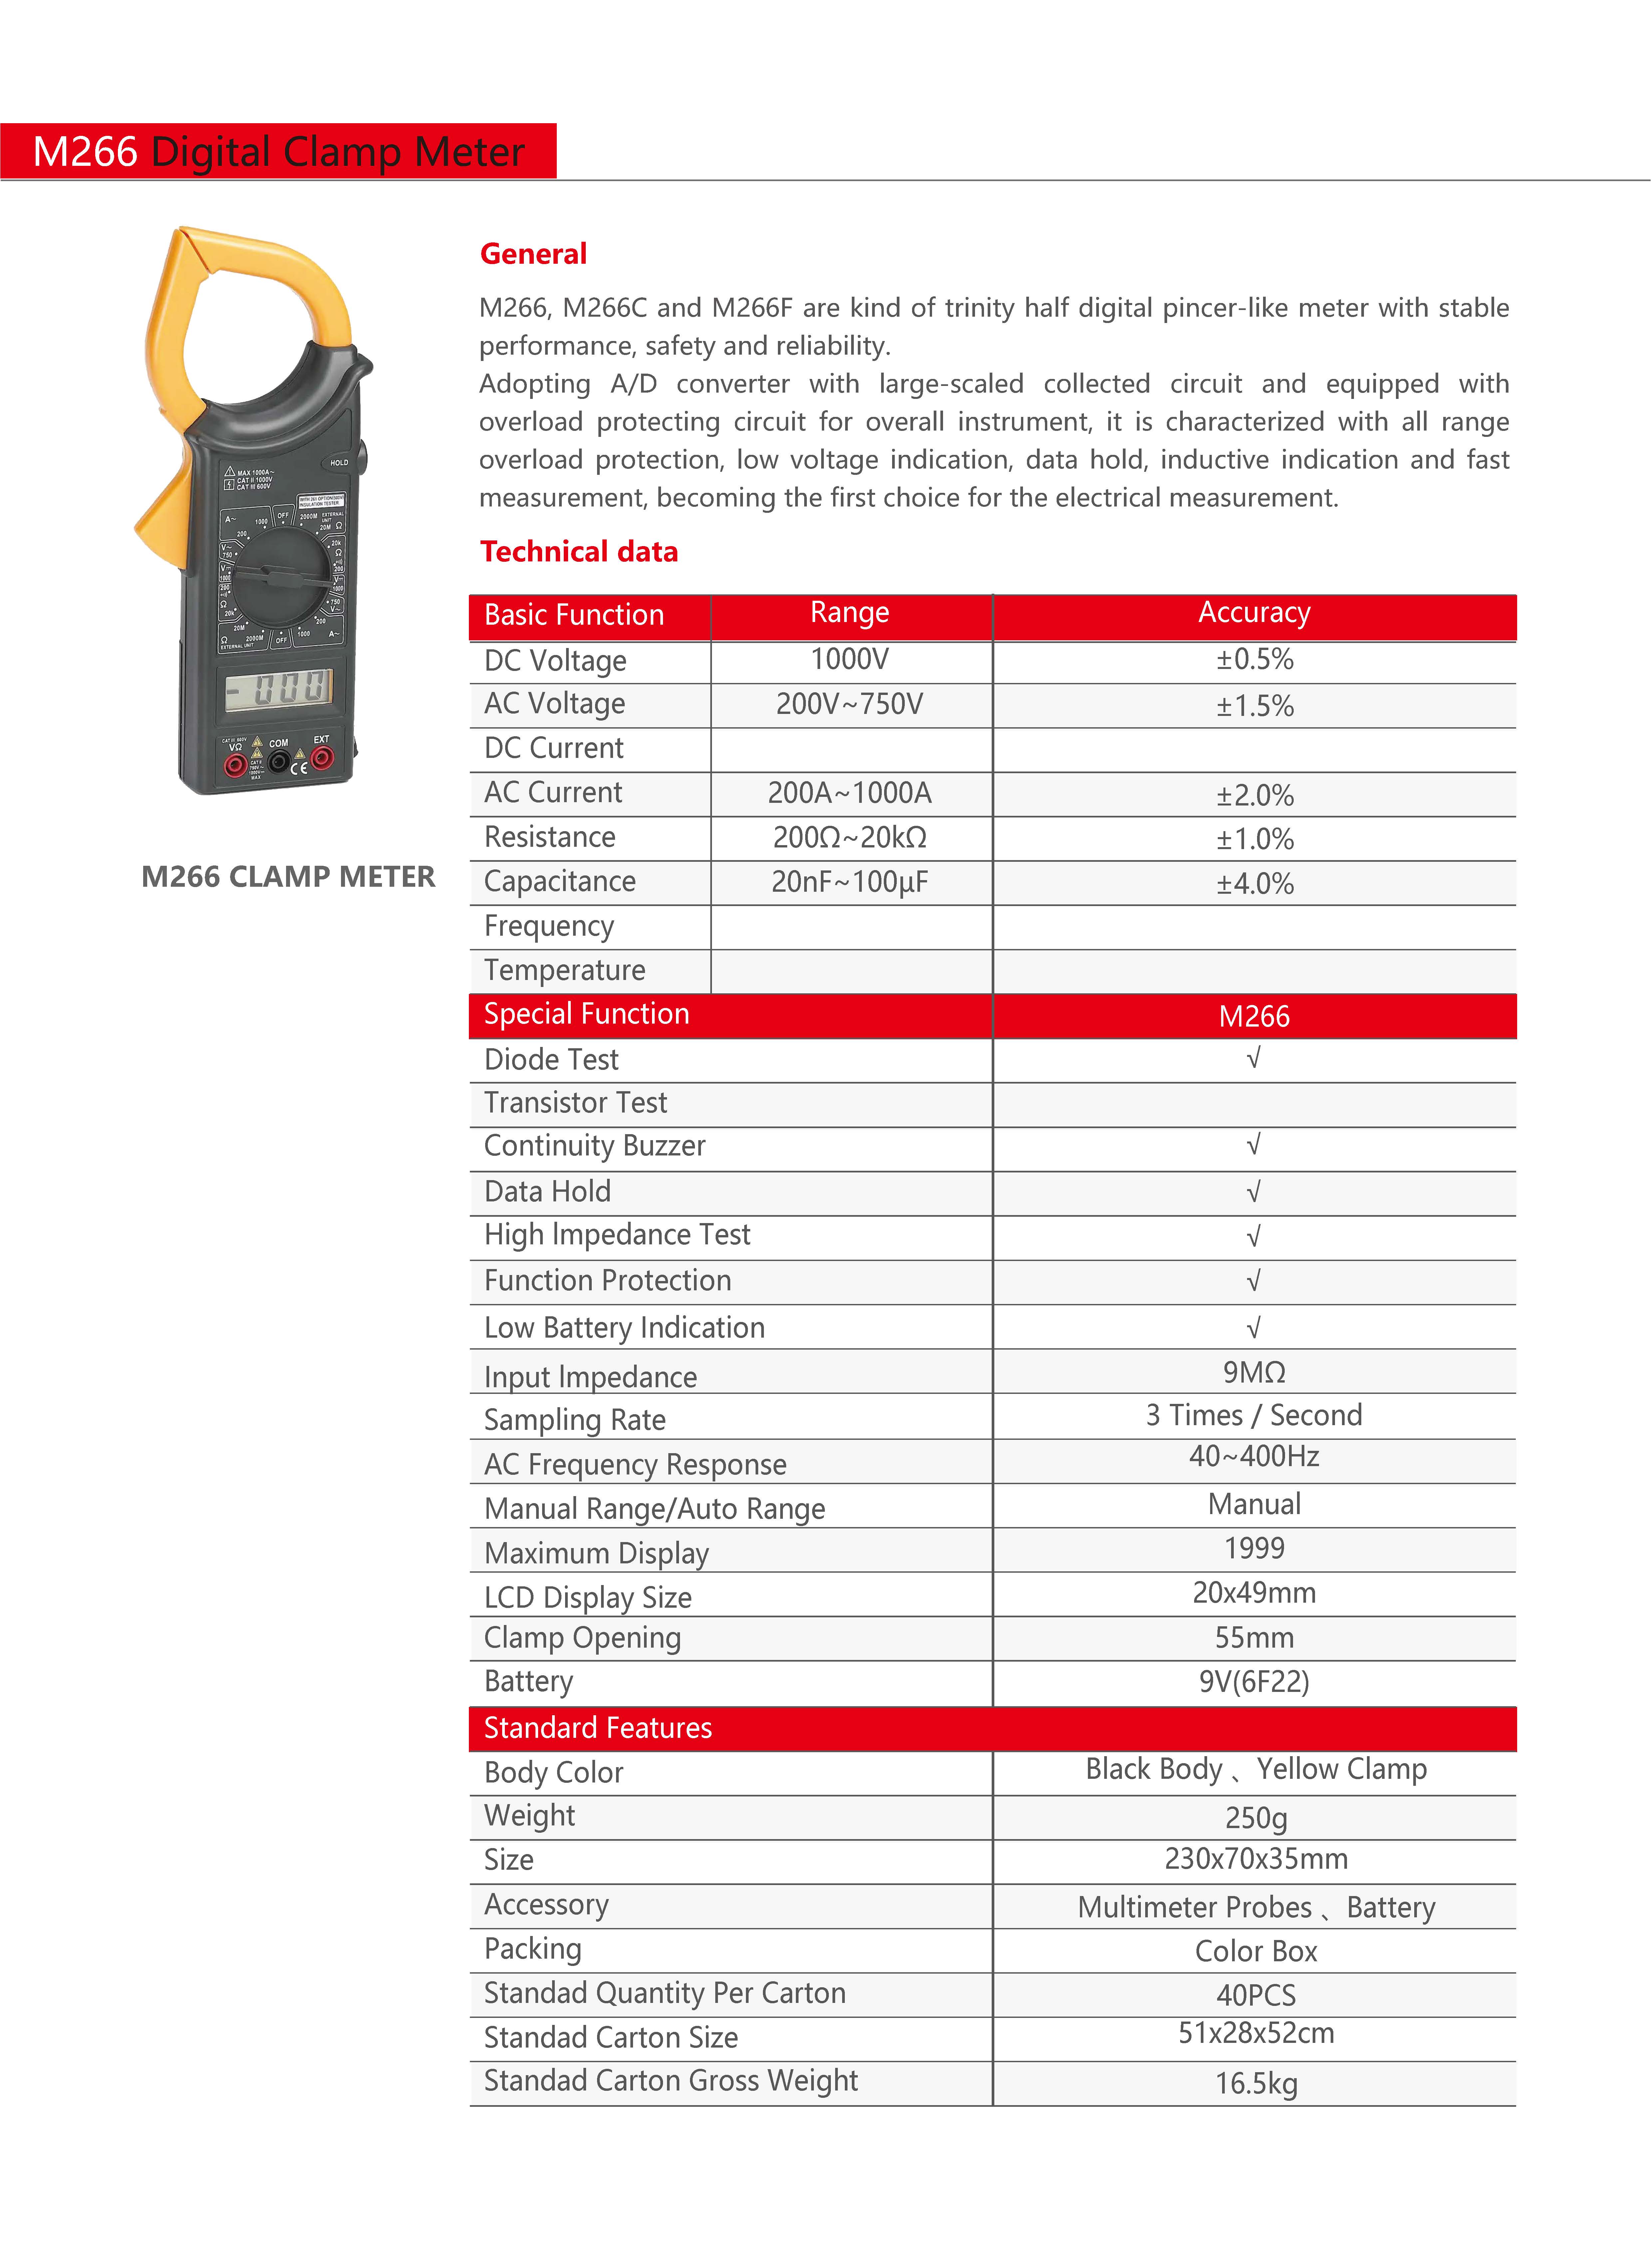 M266 Digital Clamp Meter
General
M266, M266C and M266F are kind of trinity half digital pincer-like meter with stable
performance, safety and reliability.
Adopting A/D converter with large-scaled collected circuit and equipped with
overload protecting circuit for overall instrument, it is characterized with all range
overload protection, low voltage indication, data hold, inductive indication and fast
measurement, becoming the first choice for the electrical measurement.
HOLD
MAX 1000A~
CAT II 1000V
CAT III 600V
A~ 1000 OFF 2000M EXTERNAL UNIT
200 20M Ω
V~ 750 20k Ω
V 1000 200
200 V 1000
Ω 20k 750 V~
20M 200
Ω 2000M OFF 1000 A~
EXTERNAL UNIT
- 000
CAT III 600V
VΩ COM EXT
CE
M266 CLAMP METER
Technical data
Basic Function Range Accuracy
DC Voltage 1000V ±0.5%
AC Voltage 200V~750V ±1.5%
DC Current
AC Current 200A~1000A ±2.0%
Resistance 200Ω~20kΩ ±1.0%
Capacitance 20nF~100μF ±4.0%
Frequency
Temperature
Special Function M266
Diode Test √
Transistor Test
Continuity Buzzer √
Data Hold √
High Impedance Test √
Function Protection √
Low Battery Indication √
Input Impedance 9MΩ
Sampling Rate 3 Times / Second
AC Frequency Response 40~400Hz
Manual Range/Auto Range Manual
Maximum Display 1999
LCD Display Size 20x49mm
Clamp Opening 55mm
Battery 9V(6F22)
Standard Features
Body Color Black Body 、Yellow Clamp
Weight 250g
Size 230x70x35mm
Accessory Multimeter Probes 、Battery
Packing Color Box
Standad Quantity Per Carton 40PCS
Standad Carton Size 51x28x52cm
Standad Carton Gross Weight 16.5kg